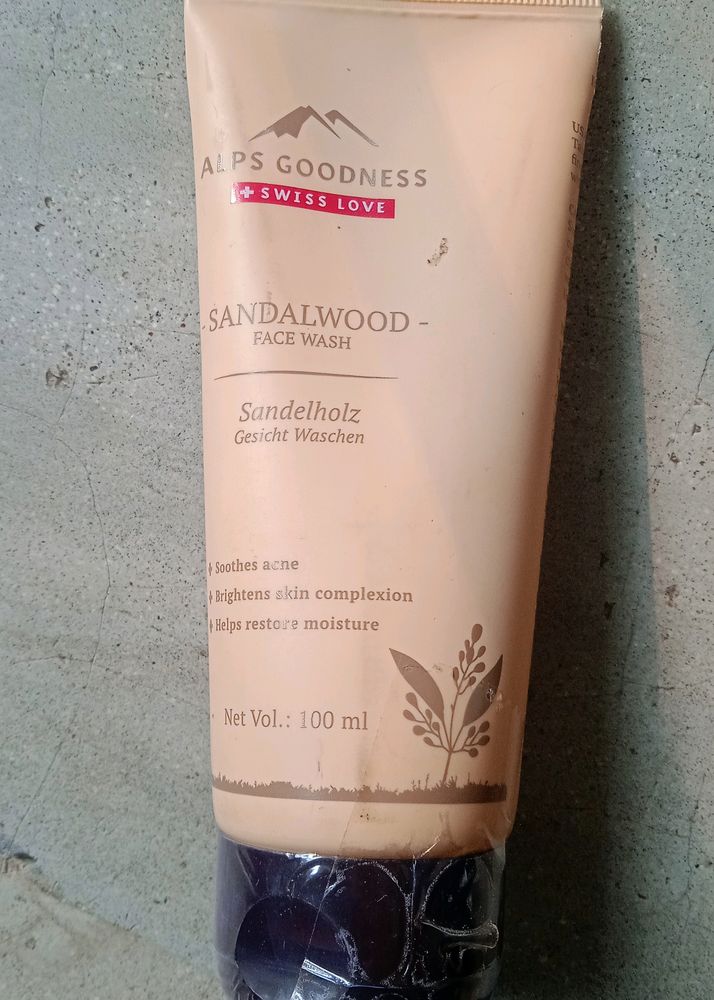 ALPS GOODNESS
SWISS LOVE
- SANDALWOOD -
FACE WASH
Sandelholz
Gesicht Waschen
Soothes acne
Brightens skin complexion
Helps restore moisture
Net Vol.: 100 ml